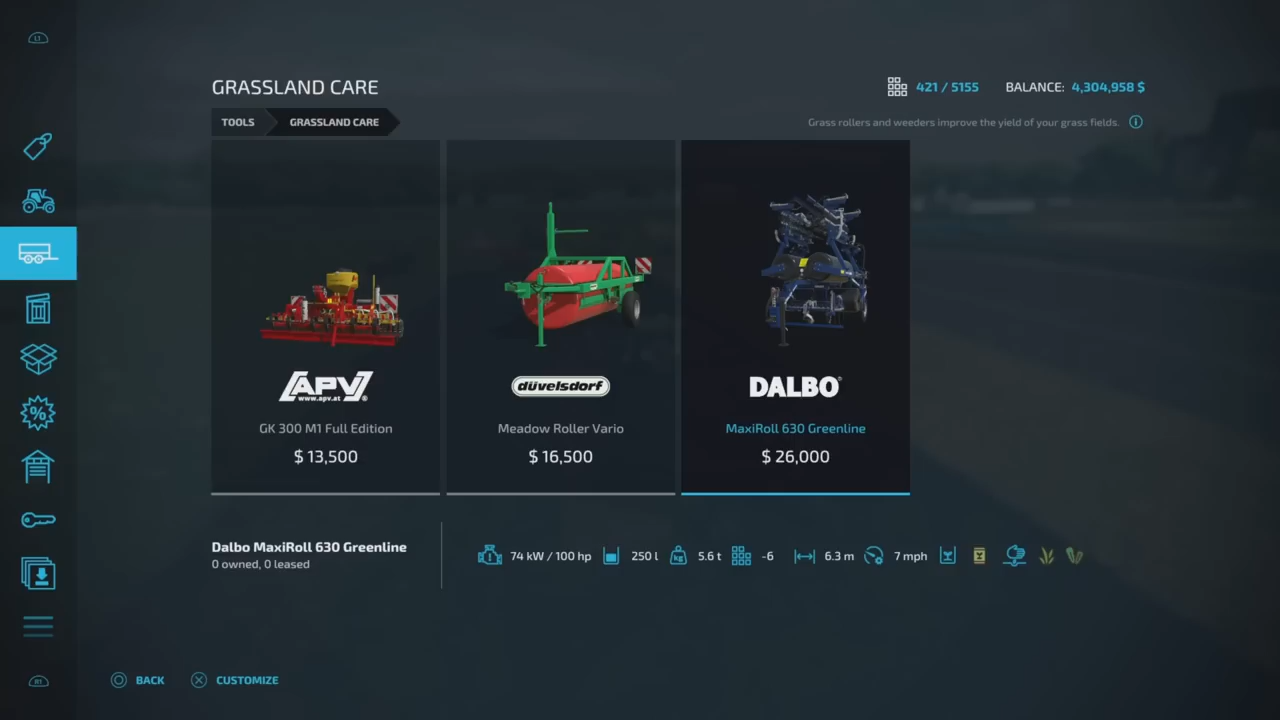 L1
GRASSLAND CARE
421 / 5155
BALANCE: 4,304,958 $
TOOLS
GRASSLAND CARE
Grass rollers and weeders improve the yield of your grass fields.
APV
www.apv.at
GK 300 M1 Full Edition
$ 13,500
düvelsdorf
Meadow Roller Vario
$ 16,500
DALBO
MaxiRoll 630 Greenline
$ 26,000
Dalbo MaxiRoll 630 Greenline
0 owned, 0 leased
74 kW / 100 hp
250 l
kg
5.6 t
-6
6.3 m
7 mph
R1
BACK
CUSTOMIZE